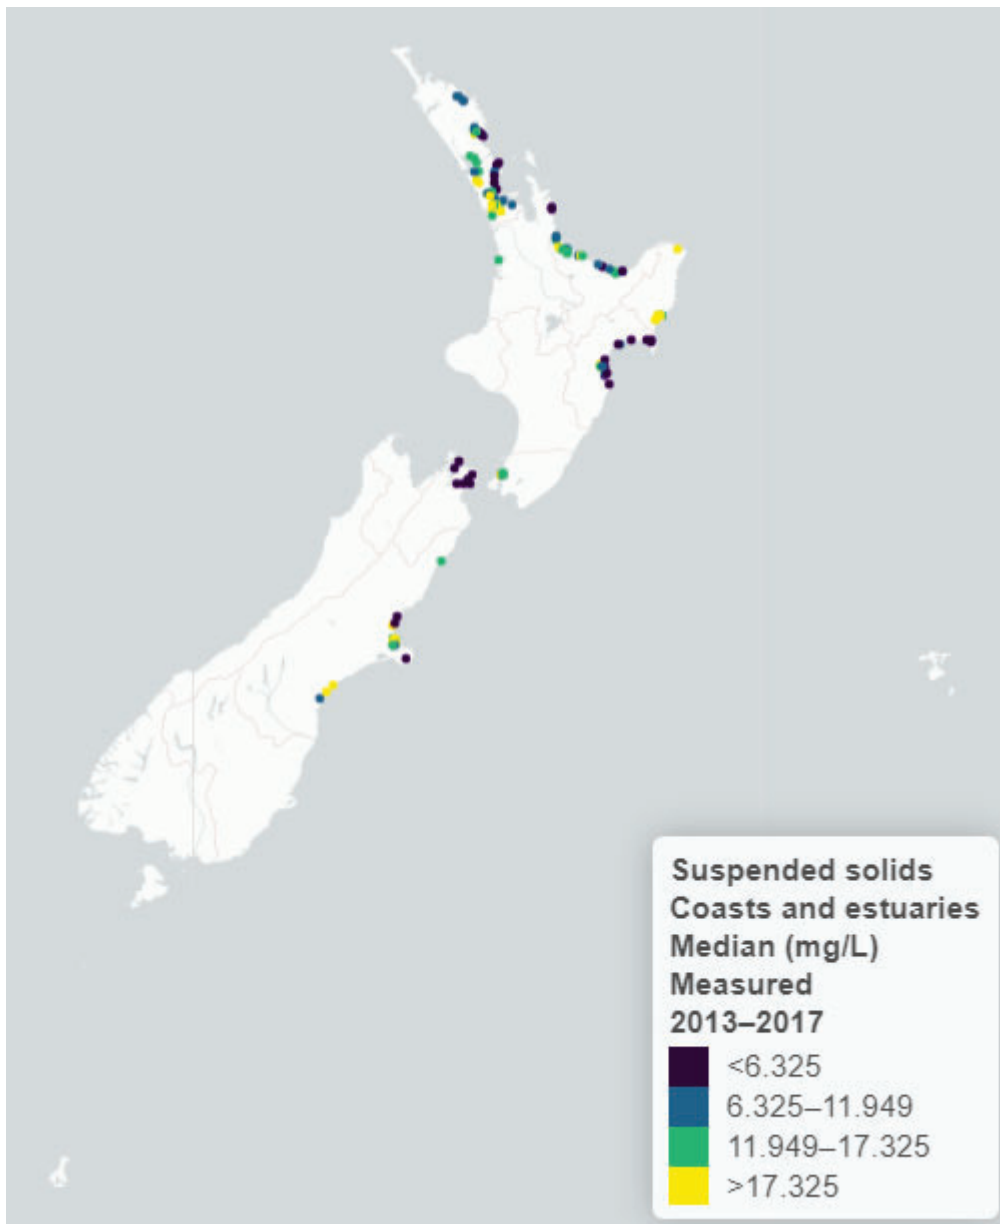 Suspended solids
Coasts and estuaries
Median (mg/L)
Measured
2013–2017
<6.325
6.325–11.949
11.949–17.325
>17.325